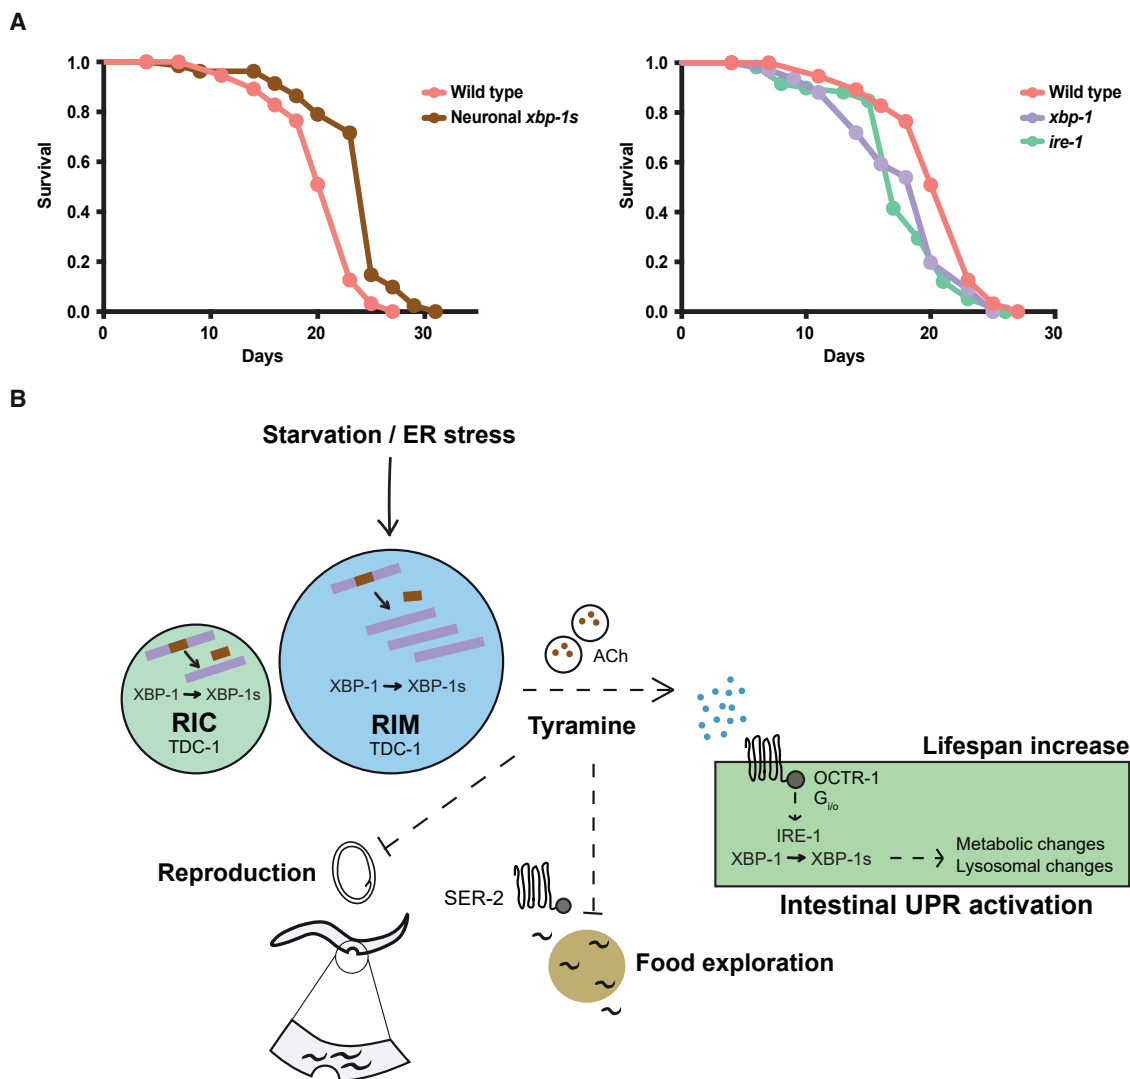 A
1.0
0.8
0.6
0.4
0.2
0.0
Survival
0
10
20
30
Days
Wild type
Neuronal xbp-1s
1.0
0.8
0.6
0.4
0.2
0.0
Survival
0
10
20
30
Days
Wild type
xbp-1
ire-1
B
Starvation / ER stress
XBP-1 → XBP-1s
RIC
TDC-1
XBP-1 → XBP-1s
RIM
TDC-1
ACh
Tyramine
Lifespan increase
OCTR-1
Gi/o
IRE-1
XBP-1 → XBP-1s
Metabolic changes
Lysosomal changes
Intestinal UPR activation
Reproduction
SER-2
Food exploration